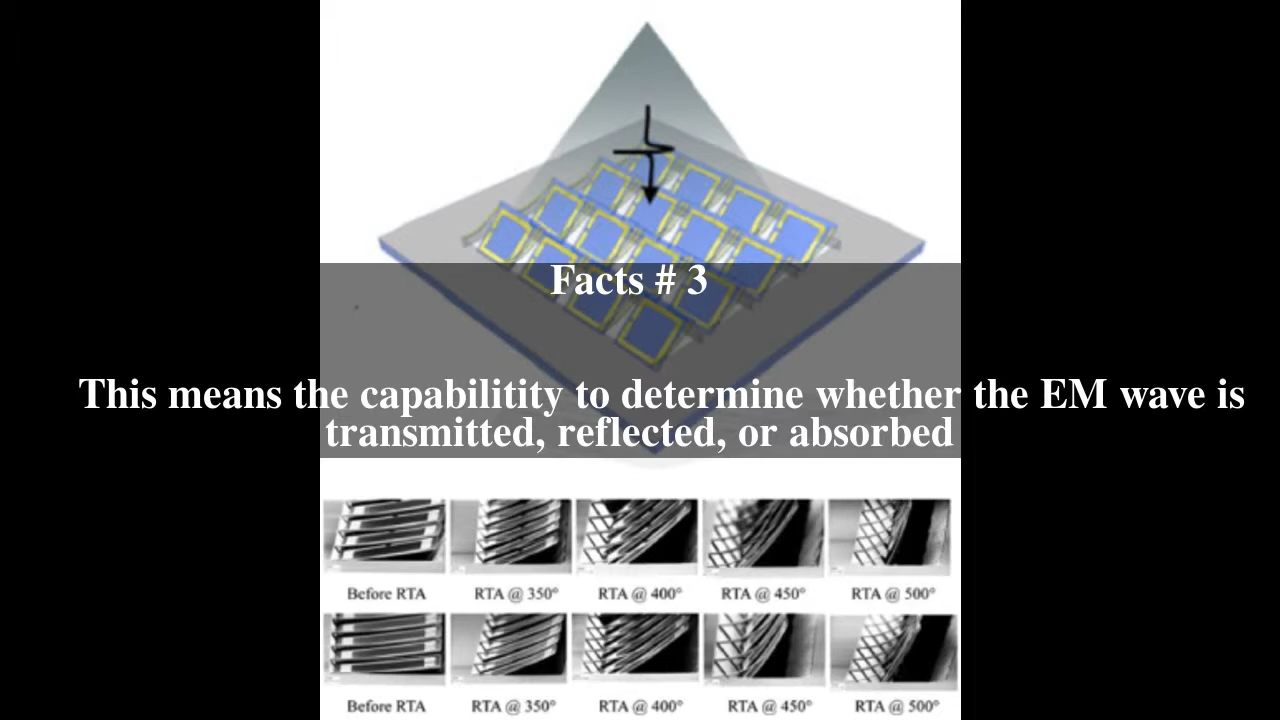 Facts # 3
This means the capabilitity to determine whether the EM wave is
transmitted, reflected, or absorbed
Before RTA RTA @ 350° RTA @ 400° RTA @ 450° RTA @ 500°
Before RTA RTA @ 350° RTA @ 400° RTA @ 450° RTA @ 500°